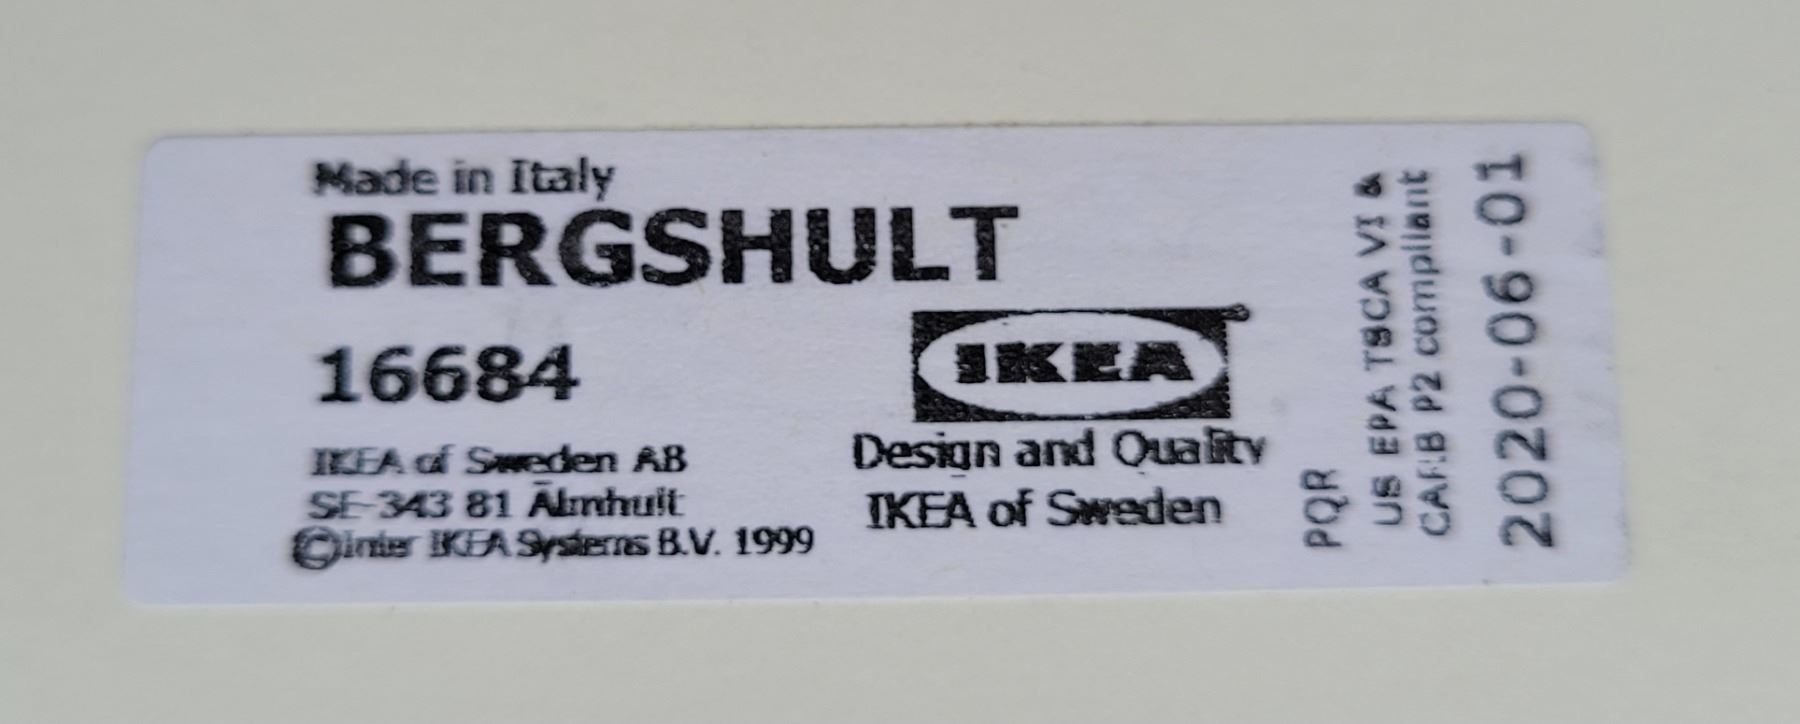 Made in Italy
BERGSHULT
16684
IKEA of Sweden AB
SE-343 81 Älmhult
©Inter IKEA Systems B.V. 1999
IKEA
Design and Quality
IKEA of Sweden
PQR
US EPA TSCA VI &
CARB P2 compliant
2020-06-01